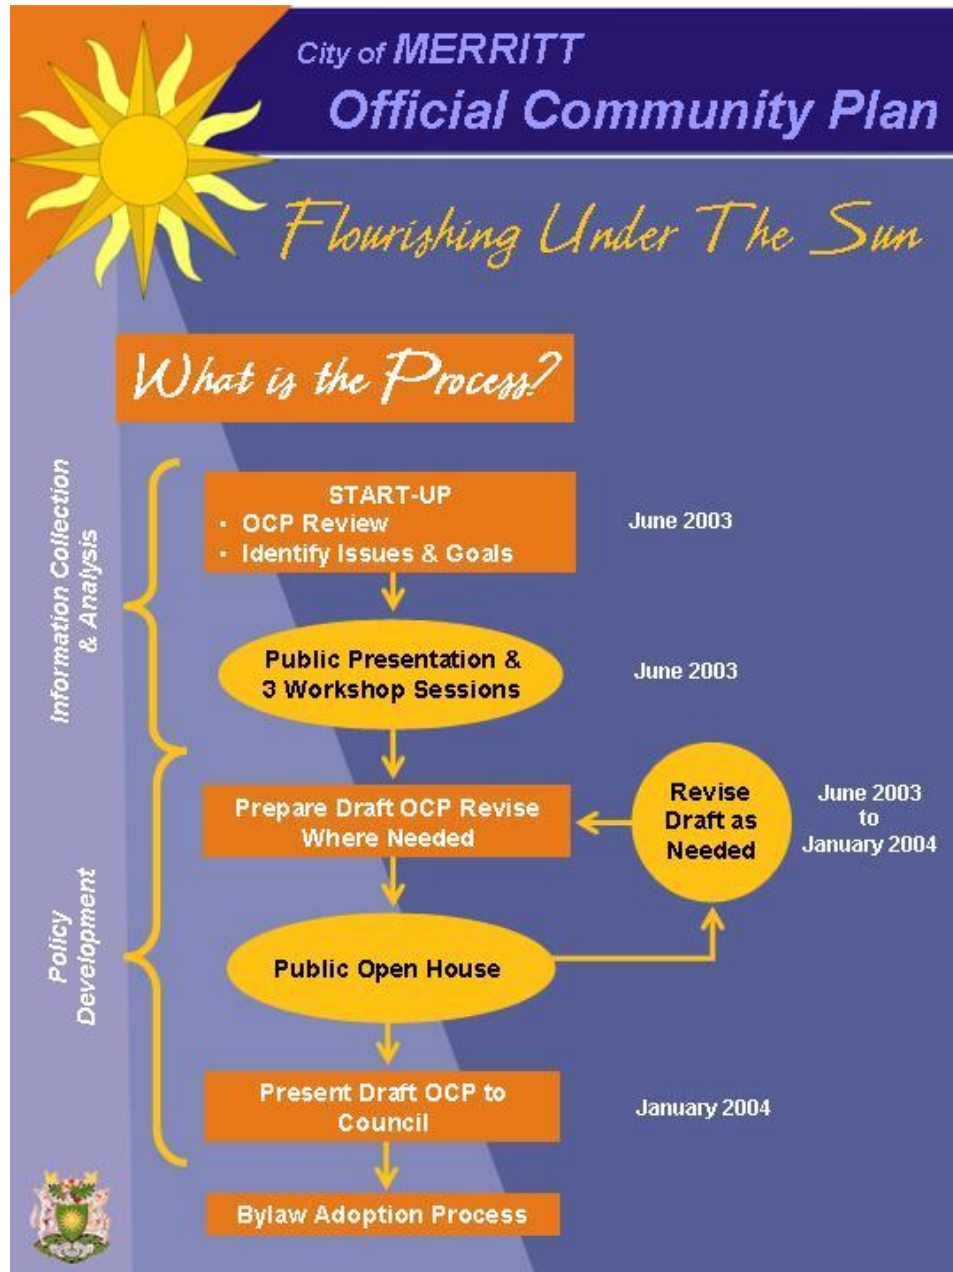 City of MERRITT
Official Community Plan
Flourishing Under The Sun
What is the Process?
Information Collection
& Analysis
START-UP
• OCP Review
• Identify Issues & Goals
June 2003
Public Presentation &
3 Workshop Sessions
June 2003
Policy
Development
Prepare Draft OCP Revise
Where Needed
Revise
Draft as
Needed
June 2003
to
January 2004
Public Open House
Present Draft OCP to
Council
January 2004
Bylaw Adoption Process